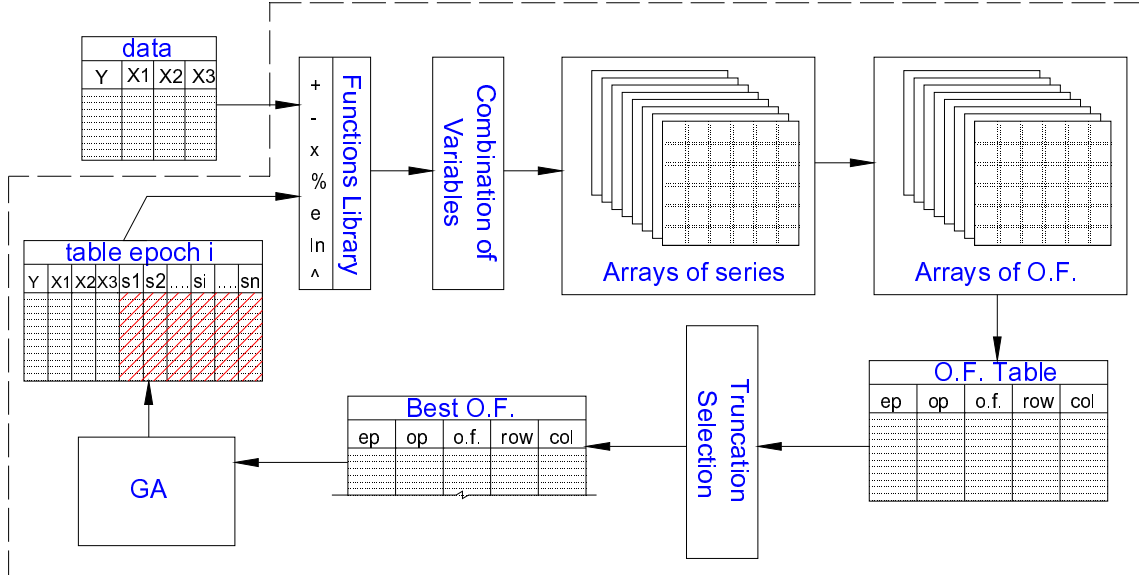 data
Y X1 X2 X3
+
-
x
%
e
ln
^
Functions Library
Combination of
Variables
Arrays of series
Arrays of O.F.
table epoch i
Y X1 X2 X3 s1 s2 .... si .... sn
O.F. Table
ep op o.f. row col
Truncation
Selection
Best O.F.
ep op o.f. row col
GA